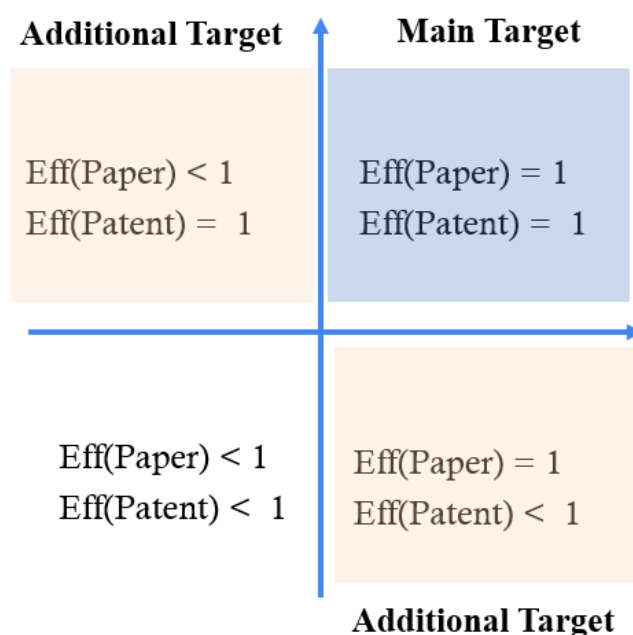 Additional Target
Main Target
Eff(Paper) < 1
Eff(Patent) = 1
Eff(Paper) = 1
Eff(Patent) = 1
Eff(Paper) < 1
Eff(Patent) < 1
Eff(Paper) = 1
Eff(Patent) < 1
Additional Target